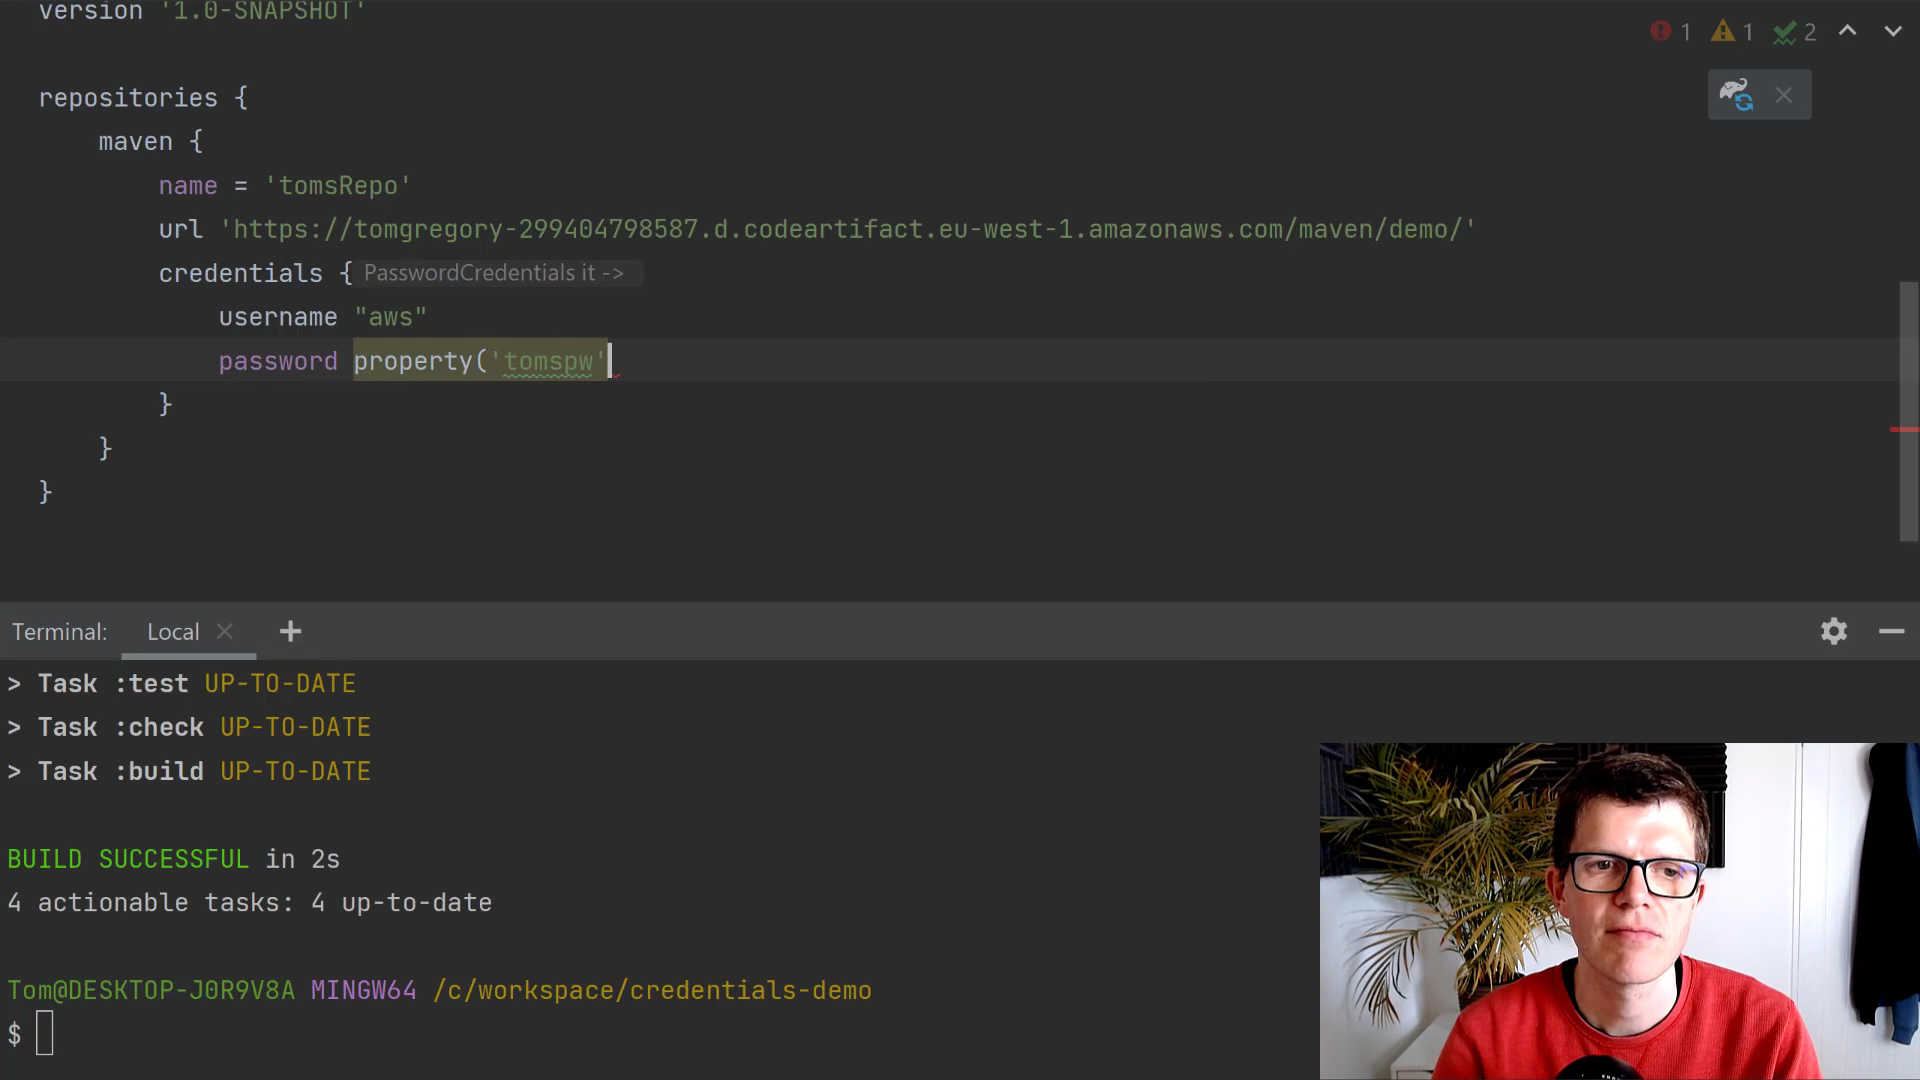 version '1.0-SNAPSHOT'
1 1 2
repositories {
maven {
name = 'tomsRepo'
url 'https://tomgregory-299404798587.d.codeartifact.eu-west-1.amazonaws.com/maven/demo/'
credentials { PasswordCredentials it ->
username "aws"
password property('tomspw'
}
}
}
Terminal: Local
> Task :test UP-TO-DATE
> Task :check UP-TO-DATE
> Task :build UP-TO-DATE
BUILD SUCCESSFUL in 2s
4 actionable tasks: 4 up-to-date
Tom@DESKTOP-J0R9V8A MINGW64 /c/workspace/credentials-demo
$